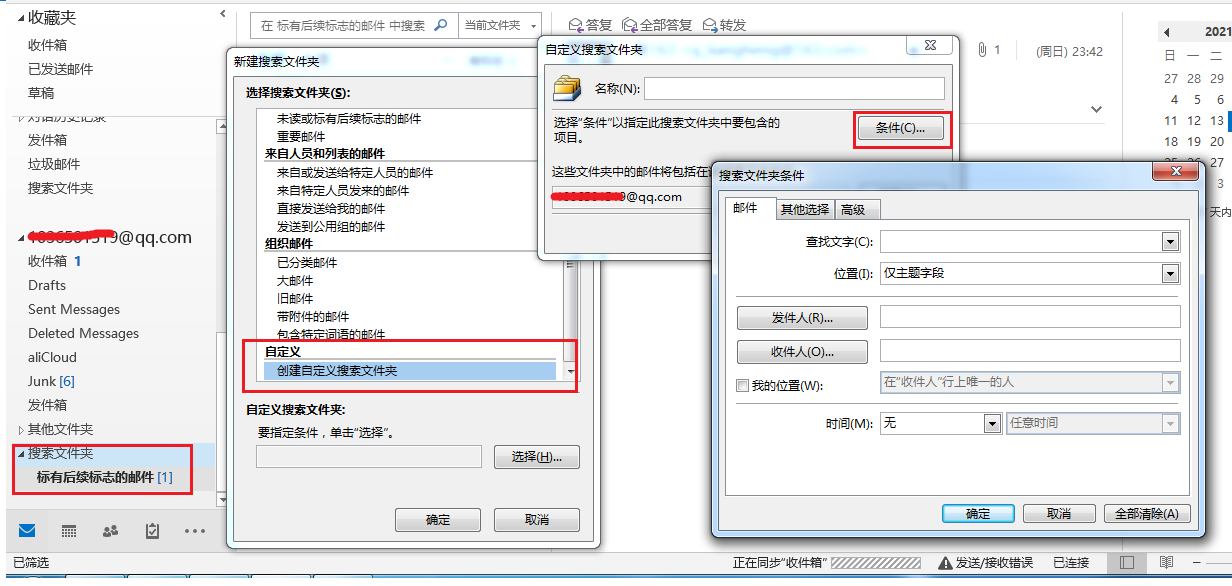 收藏夹
收件箱
已发送邮件
草稿
对话历史记录
发件箱
垃圾邮件
搜索文件夹
@qq.com
收件箱 1
Drafts
Sent Messages
Deleted Messages
aliCloud
Junk [6]
发件箱
其他文件夹
搜索文件夹
标有后续标志的邮件 [1]
已筛选
在 标有后续标志的邮件 中搜索
当前文件夹
答复 全部答复 转发
1 (周日) 23:42
2021
日 一 二
27 28 29
4 5 6
11 12 13
18 19 20
27
3
天内
新建搜索文件夹
选择搜索文件夹(S):
未读或标有后续标志的邮件
重要邮件
来自人员和列表的邮件
来自或发送给特定人员的邮件
来自特定人员发来的邮件
直接发送给我的邮件
发送到公用组的邮件
组织邮件
已分类邮件
大邮件
旧邮件
带附件的邮件
包含特定词语的邮件
自定义
创建自定义搜索文件夹
自定义搜索文件夹:
要指定条件，单击“选择”。
选择(H)...
确定 取消
自定义搜索文件夹
名称(N):
选择“条件”以指定此搜索文件夹中要包含的
项目。
条件(C)...
这些文件夹中的邮件将包括在
@qq.com
搜索文件夹条件
邮件 其他选择 高级
查找文字(C):
位置(I): 仅主题字段
发件人(R)...
收件人(O)...
我的位置(W): 在“收件人”行上唯一的人
时间(M): 无 任意时间
确定 取消 全部清除(A)
正在同步“收件箱” 发送/接收错误 已连接